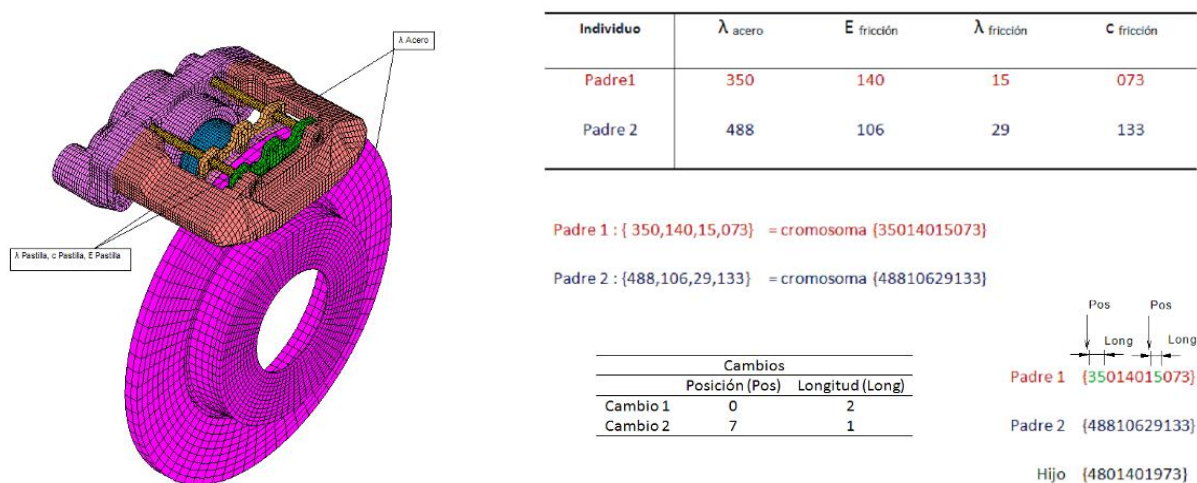 λ Acero
λ Pastilla, c Pastilla, E Pastilla
Individuo λ acero E fricción λ fricción c fricción
Padre1 350 140 15 073
Padre 2 488 106 29 133
Padre 1 : { 350,140,15,073} = cromosoma {35014015073}
Padre 2 : {488,106,29,133} = cromosoma {48810629133}
Cambios
Posición (Pos) Longitud (Long)
Cambio 1 0 2
Cambio 2 7 1
Pos Pos
Long Long
Padre 1 {35014015073}
Padre 2 {48810629133}
Hijo {4801401973}